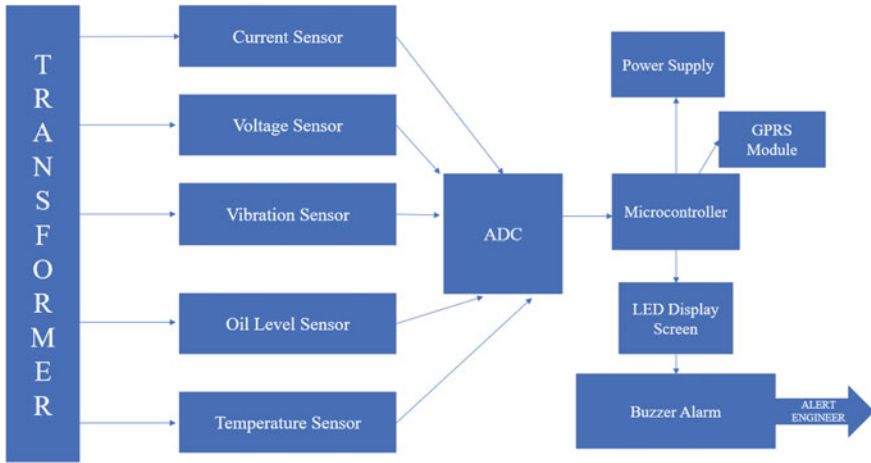 TRANSFORMER
Current Sensor
Voltage Sensor
Vibration Sensor
Oil Level Sensor
Temperature Sensor
ADC
Power Supply
GPRS
Module
Microcontroller
LED Display
Screen
Buzzer Alarm
ALERT
ENGINEER